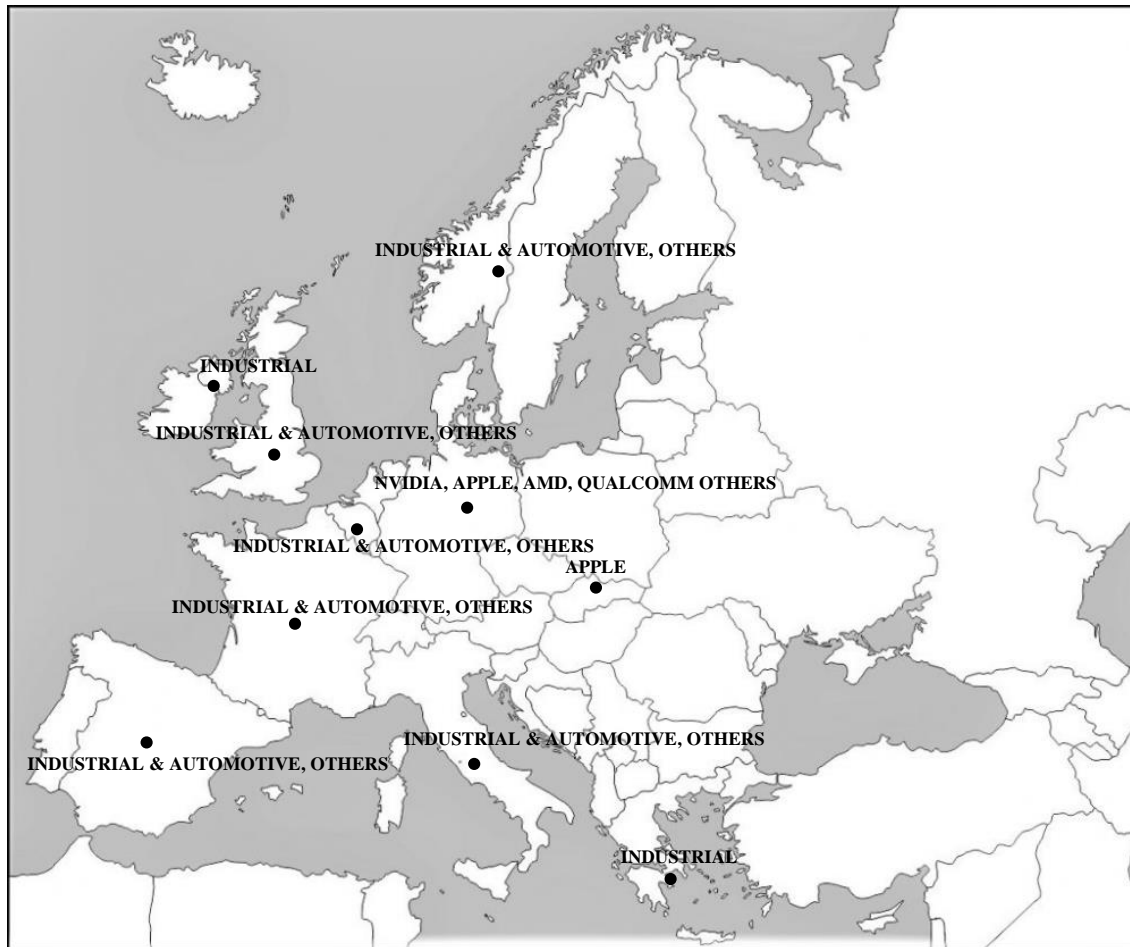 INDUSTRIAL & AUTOMOTIVE, OTHERS
INDUSTRIAL
INDUSTRIAL & AUTOMOTIVE, OTHERS
NVIDIA, APPLE, AMD, QUALCOMM OTHERS
INDUSTRIAL & AUTOMOTIVE, OTHERS
APPLE
INDUSTRIAL & AUTOMOTIVE, OTHERS
INDUSTRIAL & AUTOMOTIVE, OTHERS
INDUSTRIAL & AUTOMOTIVE, OTHERS
INDUSTRIAL